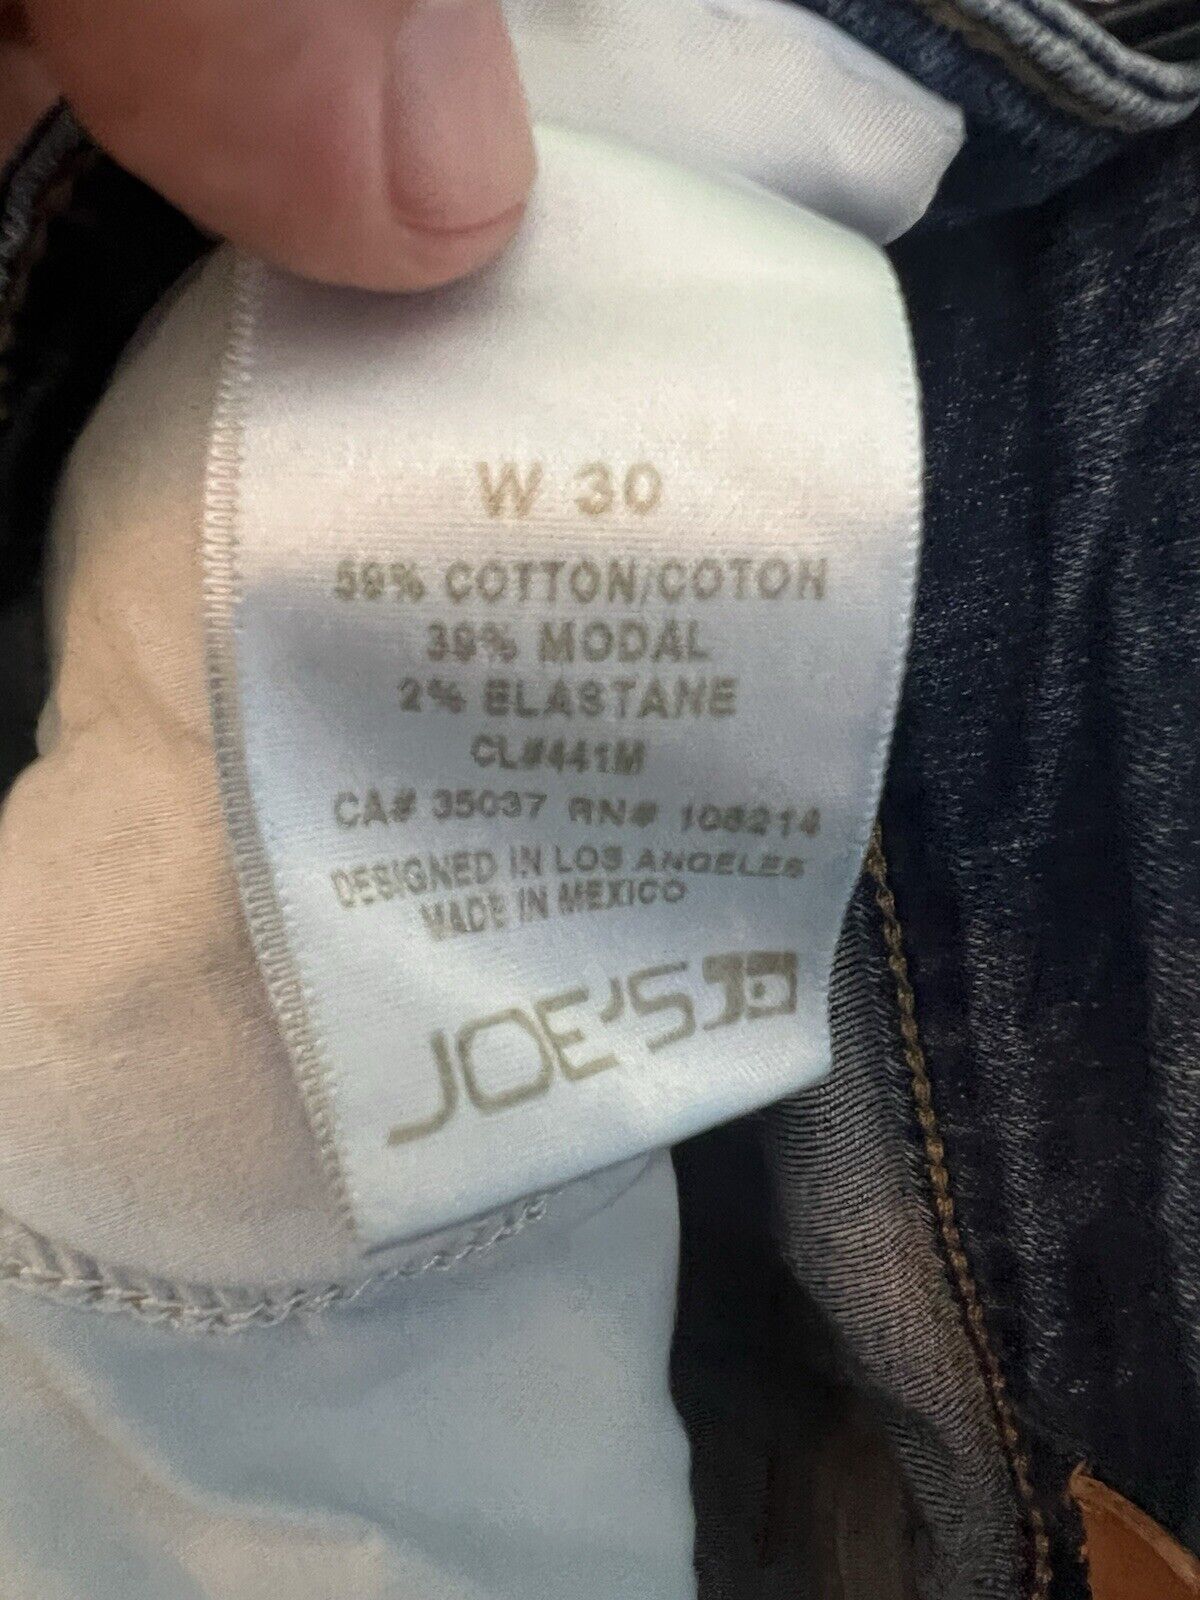 W 30
59% COTTON/COTON
39% MODAL
2% ELASTANE
CL#441M
CA# 35037 RN# 108214
DESIGNED IN LOS ANGELES
MADE IN MEXICO
JOE'S